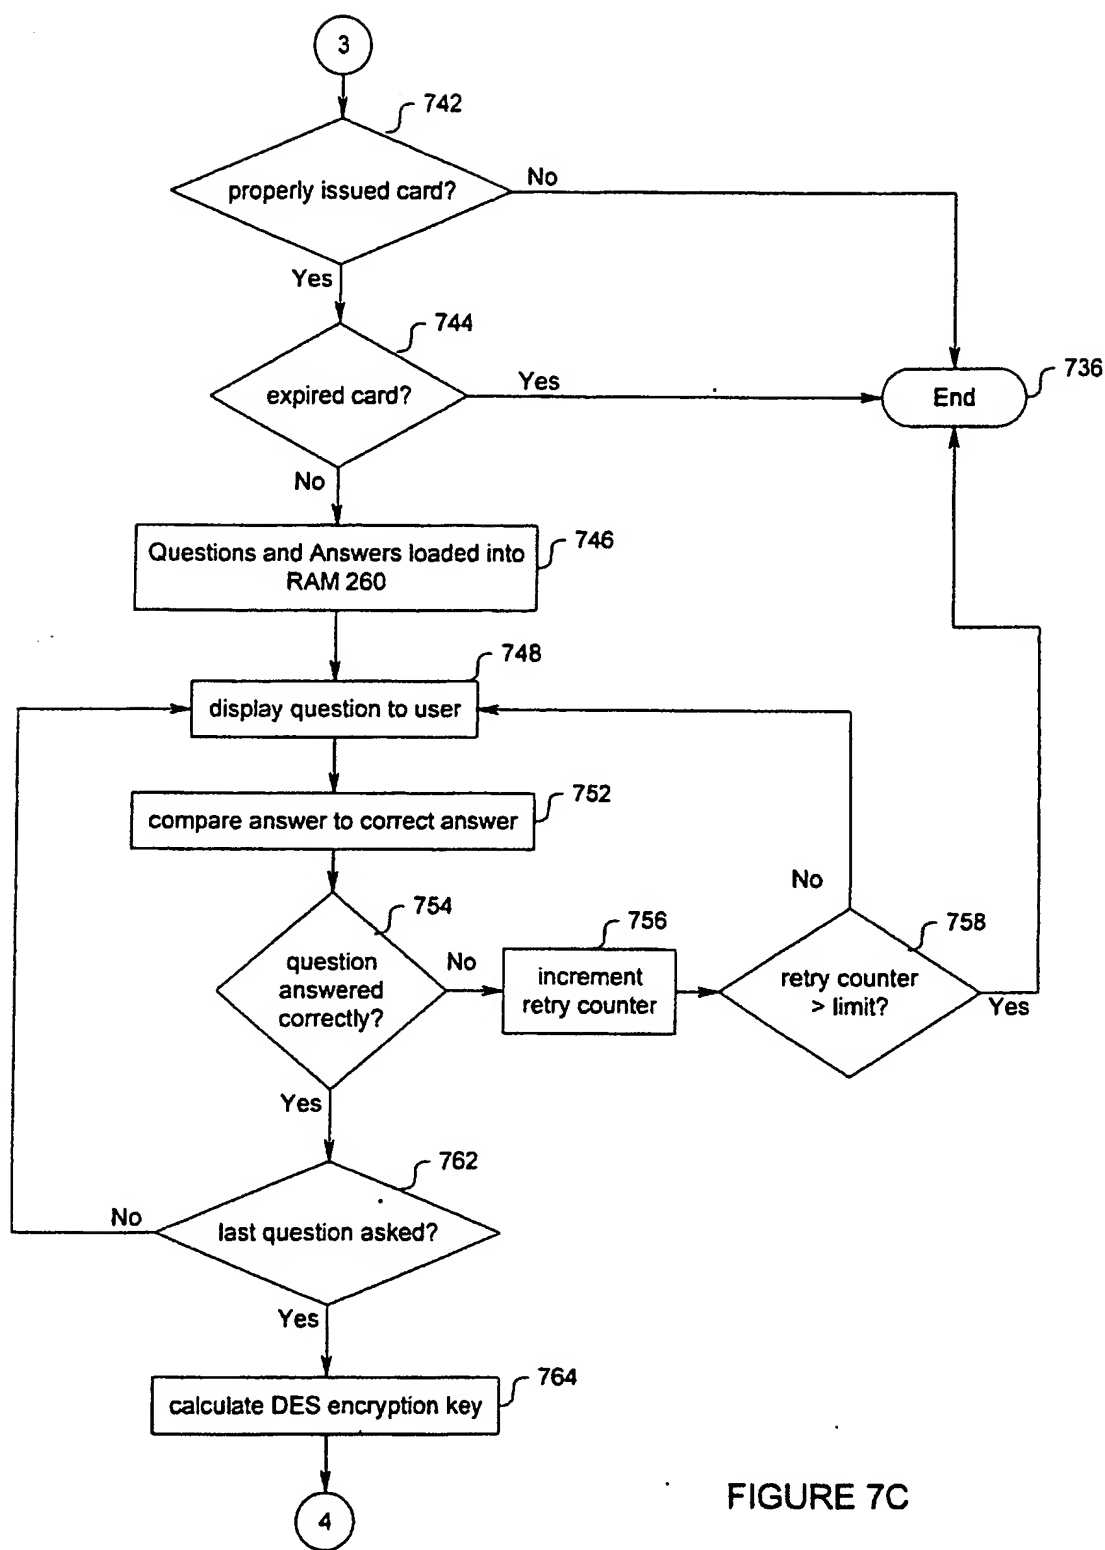 3
742
properly issued card?
No
Yes
744
expired card?
Yes
736
End
No
746
Questions and Answers loaded into
RAM 260
748
display question to user
752
compare answer to correct answer
No
754
question
answered
correctly?
No
756
increment
retry counter
758
retry counter
> limit?
Yes
Yes
762
last question asked?
No
Yes
764
calculate DES encryption key
4
FIGURE 7C